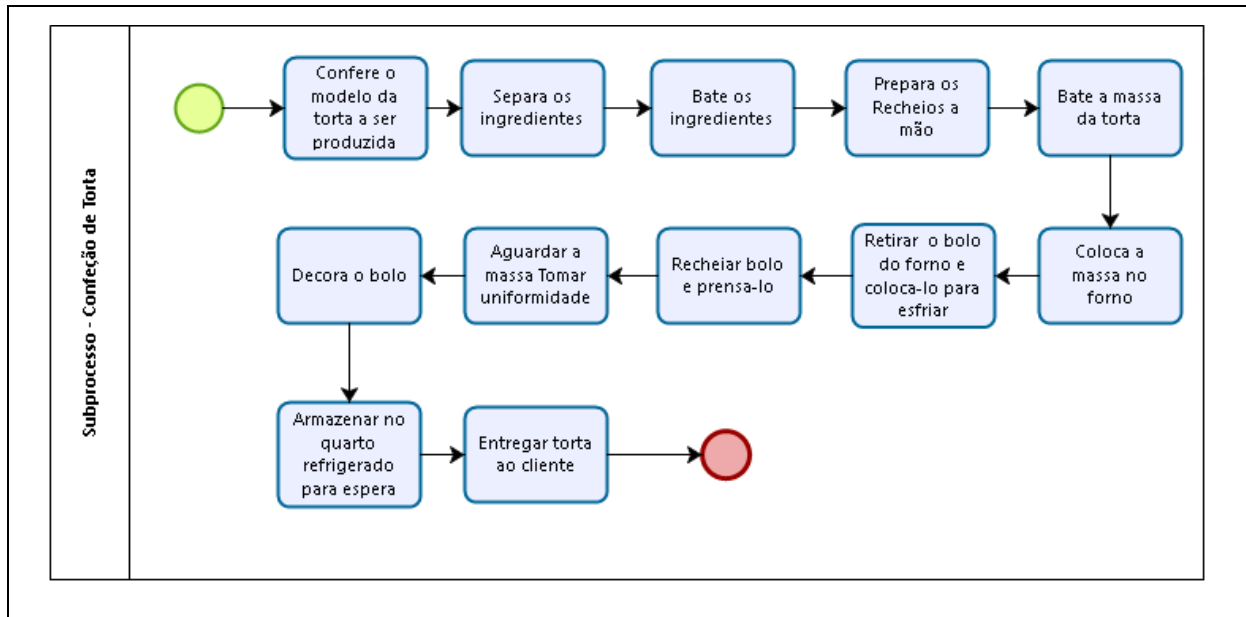 Subprocesso - Confeção de Torta
Confere o
modelo da
torta a ser
produzida
Separa os
ingredientes
Bate os
ingredientes
Prepara os
Recheios a
mão
Bate a massa
da torta
Coloca a
massa no
forno
Retirar o bolo
do forno e
coloca-lo para
esfriar
Recheiar bolo
e prensa-lo
Aguardar a
massa Tomar
uniformidade
Decora o bolo
Armazenar no
quarto
refrigerado
para espera
Entregar torta
ao cliente